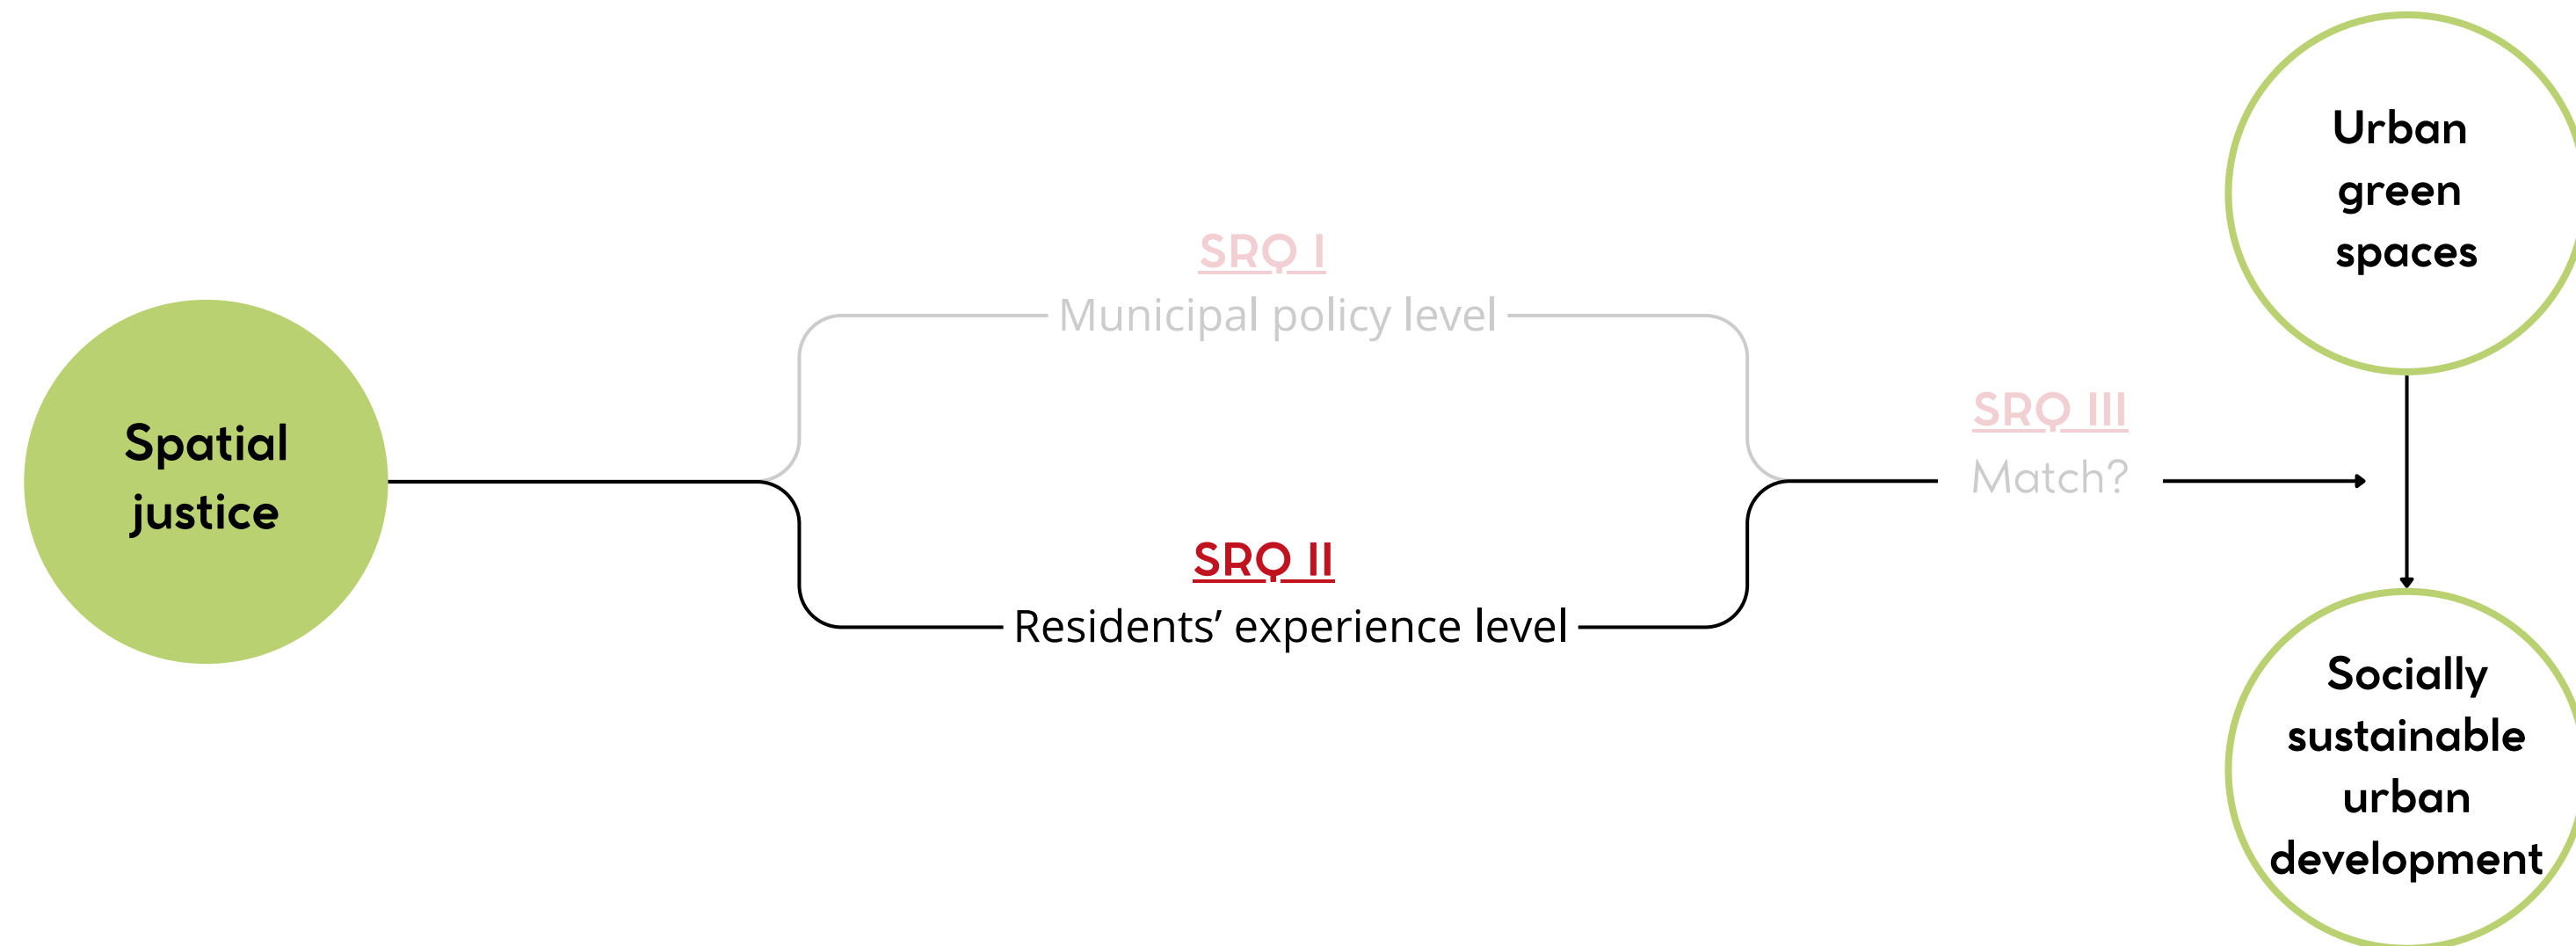 Spatial
justice
SRQ I
Municipal policy level
SRQ II
Residents’ experience level
SRQ III
Match?
Urban
green
spaces
Socially
sustainable
urban
development